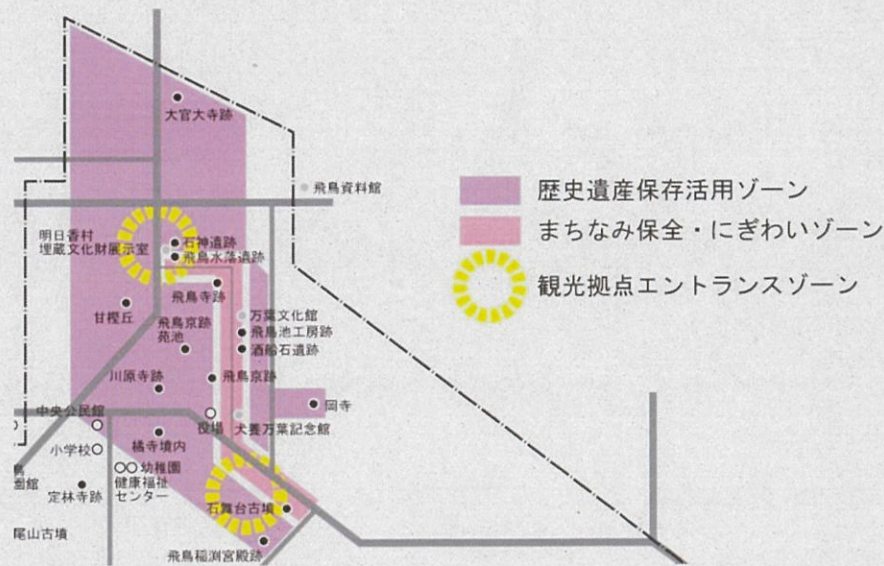 大官大寺跡
飛鳥資料館
歴史遺産保存活用ゾーン
まちなみ保全・にぎわいゾーン
観光拠点エントランスゾーン
明日香村
埋蔵文化財展示室
石神遺跡
飛鳥水落遺跡
飛鳥寺跡
甘樫丘
飛鳥京跡
苑池
万葉文化館
飛鳥池工房跡
酒船石遺跡
川原寺跡
飛鳥京跡
岡寺
中央公民館
役場
犬養万葉記念館
橘寺境内
小学校
幼稚園
健康福祉
センター
定林寺跡
石舞台古墳
尾山古墳
飛鳥稲渕宮殿跡